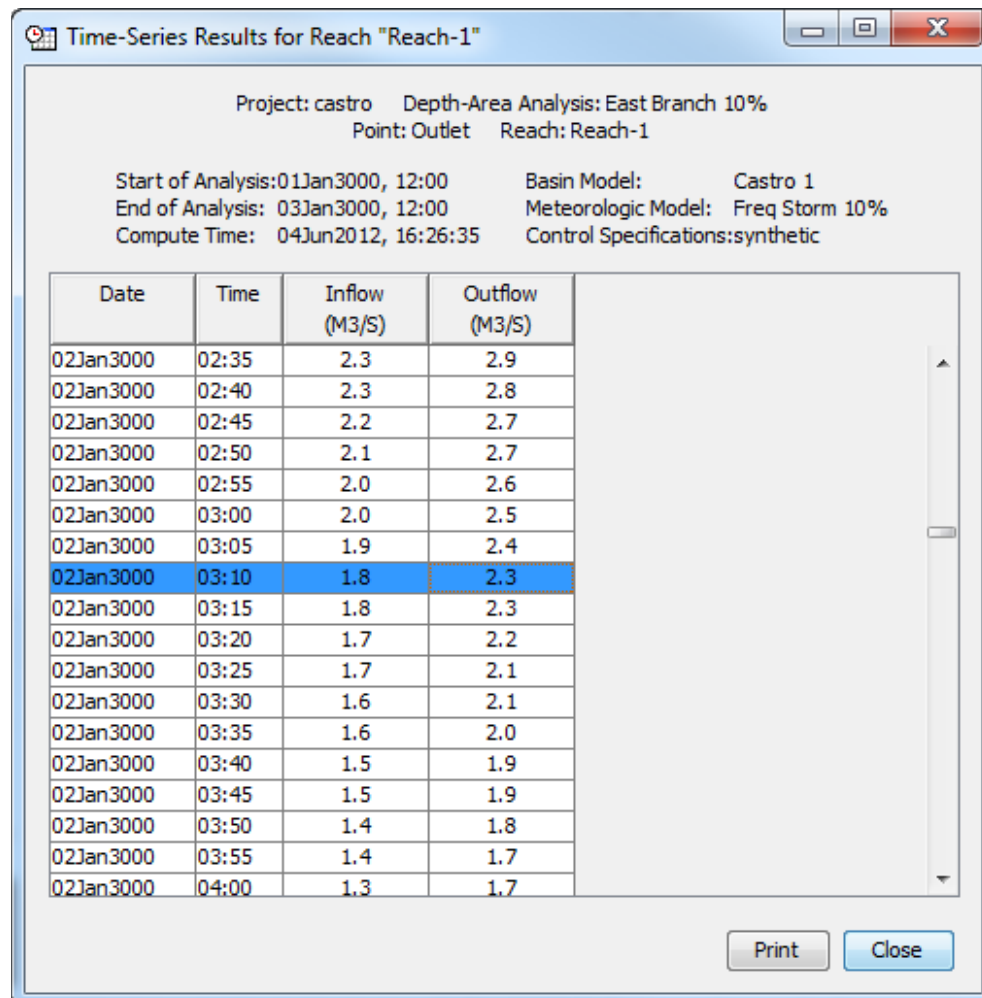 Time-Series Results for Reach "Reach-1"
Project: castro Depth-Area Analysis: East Branch 10%
Point: Outlet Reach: Reach-1
Start of Analysis:01Jan3000, 12:00 Basin Model: Castro 1
End of Analysis: 03Jan3000, 12:00 Meteorologic Model: Freq Storm 10%
Compute Time: 04Jun2012, 16:26:35 Control Specifications:synthetic
Date Time Inflow Outflow
(M3/S) (M3/S)
02Jan3000 02:35 2.3 2.9
02Jan3000 02:40 2.3 2.8
02Jan3000 02:45 2.2 2.7
02Jan3000 02:50 2.1 2.7
02Jan3000 02:55 2.0 2.6
02Jan3000 03:00 2.0 2.5
02Jan3000 03:05 1.9 2.4
02Jan3000 03:10 1.8 2.3
02Jan3000 03:15 1.8 2.3
02Jan3000 03:20 1.7 2.2
02Jan3000 03:25 1.7 2.1
02Jan3000 03:30 1.6 2.1
02Jan3000 03:35 1.6 2.0
02Jan3000 03:40 1.5 1.9
02Jan3000 03:45 1.5 1.9
02Jan3000 03:50 1.4 1.8
02Jan3000 03:55 1.4 1.7
02Jan3000 04:00 1.3 1.7
Print Close